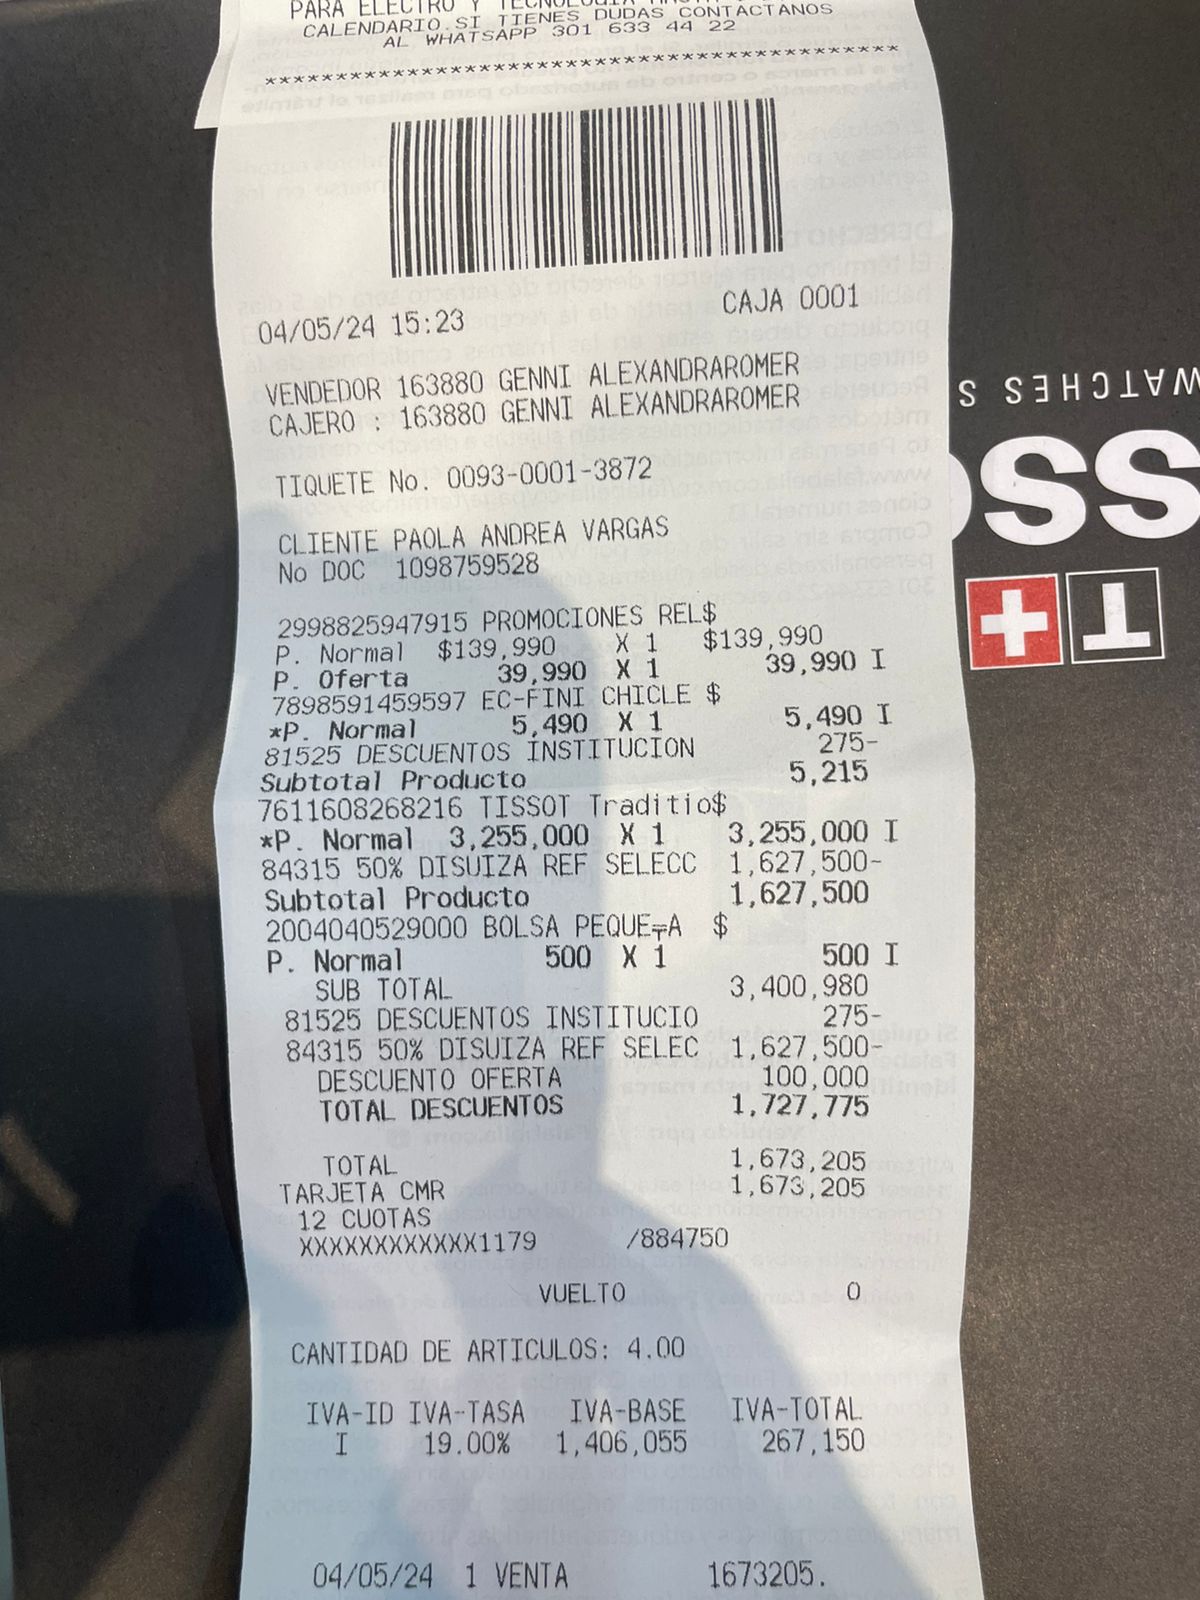 PARA ELECTRO Y TECNOLOGIA
CALENDARIO.SI TIENES DUDAS CONTACTANOS
AL WHATSAPP 301 633 44 22
********************************************
04/05/24 15:23 CAJA 0001
VENDEDOR 163880 GENNI ALEXANDRAROMER
CAJERO : 163880 GENNI ALEXANDRAROMER
TIQUETE No. 0093-0001-3872
CLIENTE PAOLA ANDREA VARGAS
No DOC 1098759528
2998825947915 PROMOCIONES REL$
P. Normal $139,990 X 1 $139,990
P. Oferta 39,990 X 1 39,990 I
7898591459597 EC-FINI CHICLE $
*P. Normal 5,490 X 1 5,490 I
81525 DESCUENTOS INSTITUCION 275-
Subtotal Producto 5,215
7611608268216 TISSOT Traditio$
*P. Normal 3,255,000 X 1 3,255,000 I
84315 50% DISUIZA REF SELECC 1,627,500-
Subtotal Producto 1,627,500
2004040529000 BOLSA PEQUE╤A $
P. Normal 500 X 1 500 I
SUB TOTAL 3,400,980
81525 DESCUENTOS INSTITUCIO 275-
84315 50% DISUIZA REF SELEC 1,627,500-
DESCUENTO OFERTA 100,000
TOTAL DESCUENTOS 1,727,775
TOTAL 1,673,205
TARJETA CMR 1,673,205
12 CUOTAS
XXXXXXXXXXXX1179 /884750
VUELTO 0
CANTIDAD DE ARTICULOS: 4.00
IVA-ID IVA-TASA IVA-BASE IVA-TOTAL
I 19.00% 1,406,055 267,150
04/05/24 1 VENTA 1673205.
WATCHES S
T+